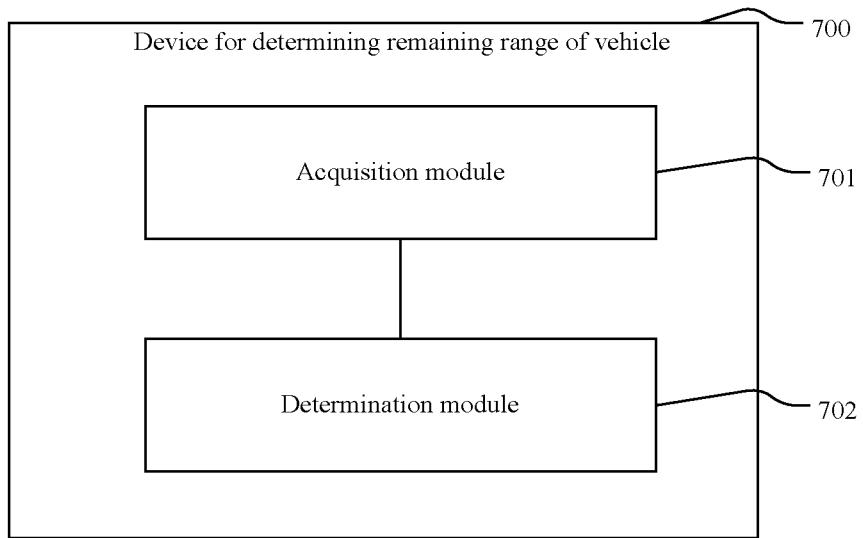 700
Device for determining remaining range of vehicle
Acquisition module
701
Determination module
702